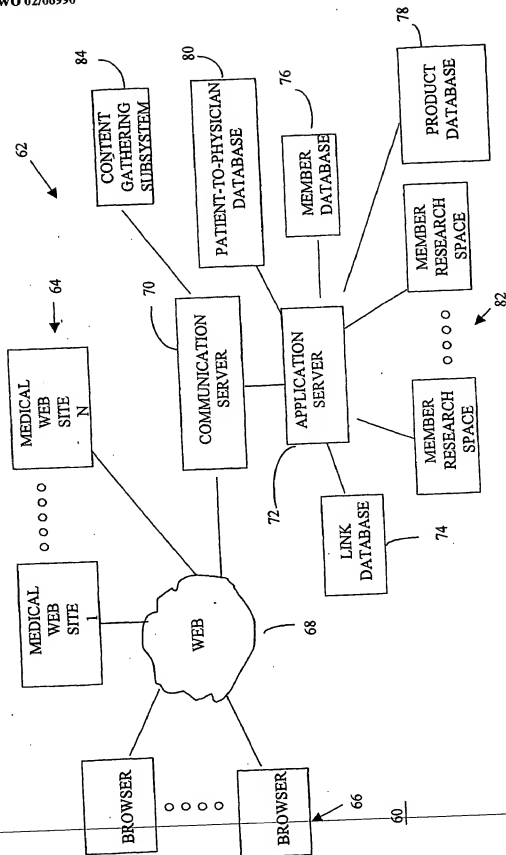 WO 02/08996
62
64
84
CONTENT
GATHERING
SUBSYSTEM
80
PATIENT-TO-PHYSICIAN
DATABASE
76
MEMBER
DATABASE
78
PRODUCT
DATABASE
MEDICAL
WEB
SITE
1
MEDICAL
WEB
SITE
N
70
COMMUNICATION
SERVER
72
APPLICATION
SERVER
MEMBER
RESEARCH
SPACE
MEMBER
RESEARCH
SPACE
82
LINK
DATABASE
74
WEB
68
BROWSER
BROWSER
66
60